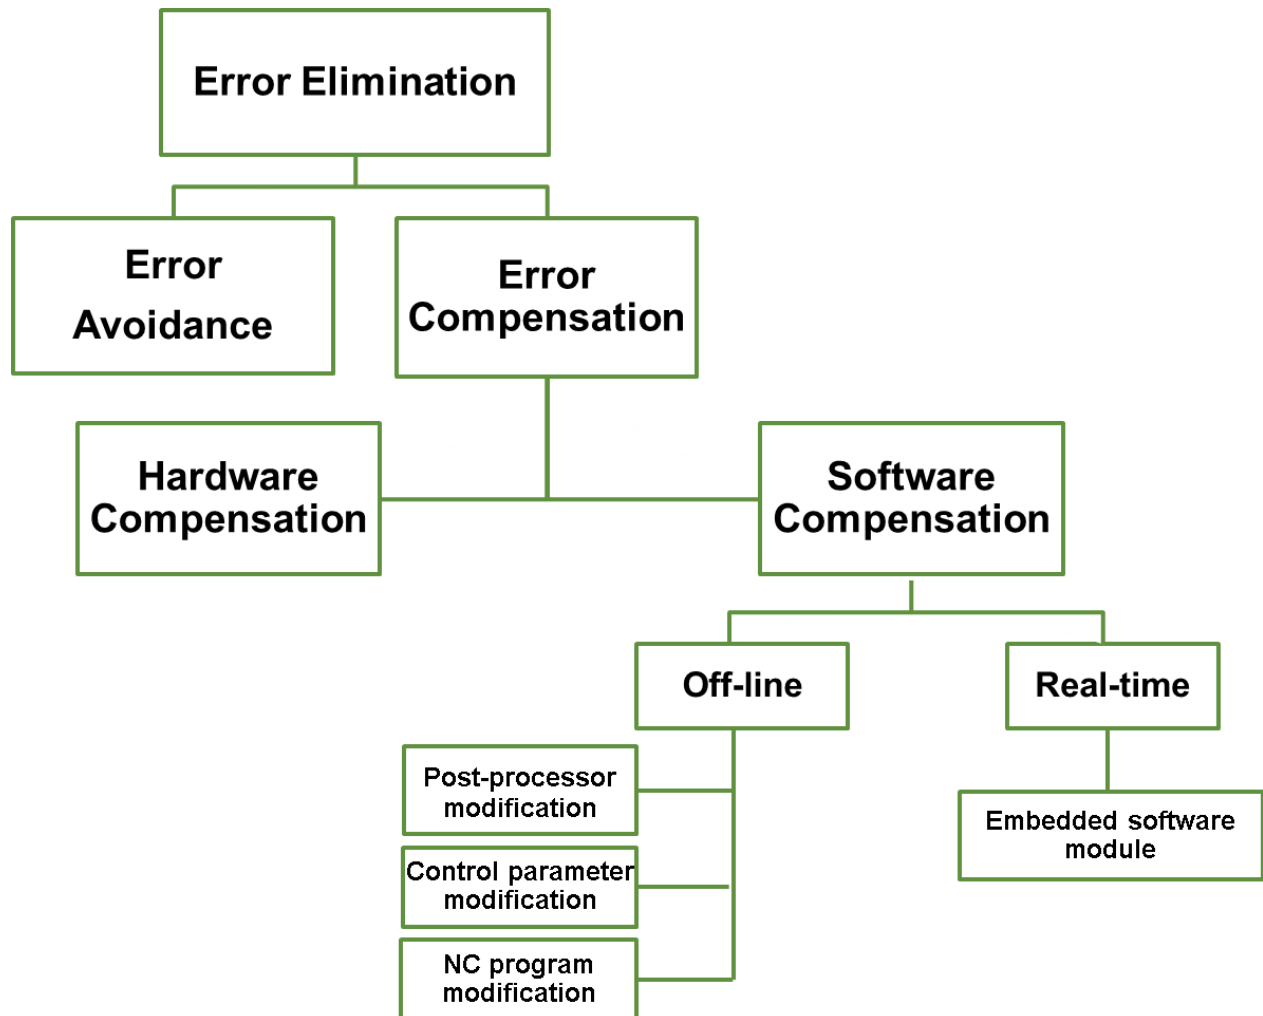 Error Elimination
Error
Avoidance
Error
Compensation
Hardware
Compensation
Software
Compensation
Off-line
Real-time
Post-processor
modification
Control parameter
modification
NC program
modification
Embedded software
module